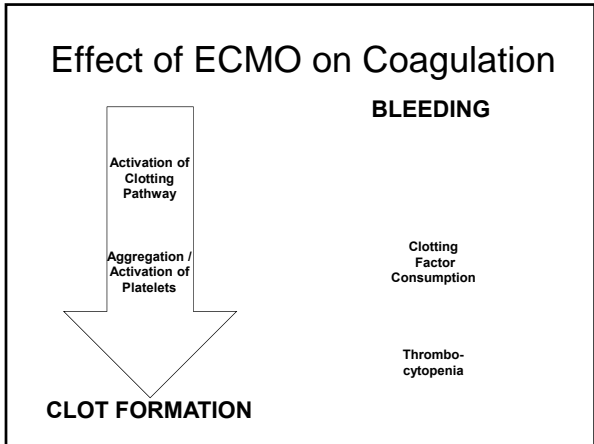 Effect of ECMO on Coagulation
BLEEDING
Activation of
Clotting
Pathway
Aggregation /
Activation of
Platelets
CLOT FORMATION
Clotting
Factor
Consumption
Thrombo-
cytopenia